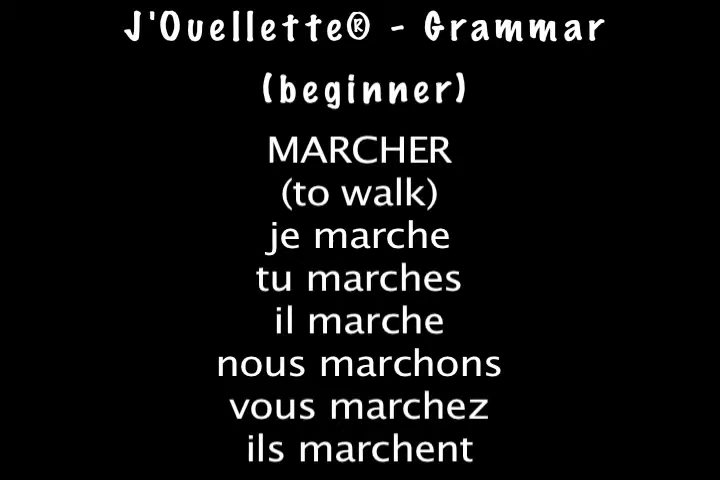 J'Ouellette® - Grammar
(beginner)
MARCHER
(to walk)
je marche
tu marches
il marche
nous marchons
vous marchez
ils marchent